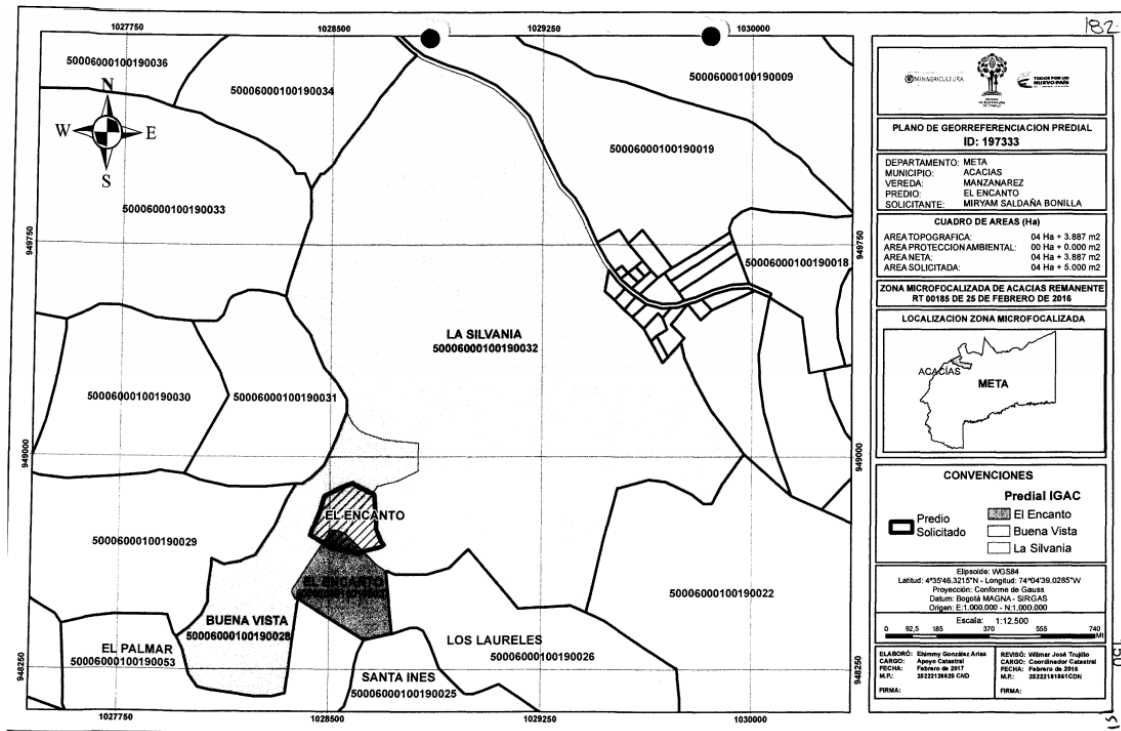 182
1027750
1028500
1029250
1030000
50006000100190036
50006000100190034
50006000100190009
N
W
E
S
50006000100190019
50006000100190033
949750
949750
50006000100190018
LA SILVANIA
50006000100190032
50006000100190030
50006000100190031
949000
949000
EL ENCANTO
50006000100190029
EL ENCANTO
50006000100190022
BUENA VISTA
50006000100190028
LOS LAURELES
50006000100190026
EL PALMAR
50006000100190053
SANTA INES
50006000100190025
948250
948250
1027750
1028500
1029250
1030000
MINAGRICULTURA
TODOS POR UN
NUEVO PAÍS
PLANO DE GEORREFERENCIACION PREDIAL
ID: 197333
DEPARTAMENTO: META
MUNICIPIO: ACACIAS
VEREDA: MANZANAREZ
PREDIO: EL ENCANTO
SOLICITANTE: MIRYAM SALDAÑA BONILLA
CUADRO DE AREAS (Ha)
AREA TOPOGRAFICA: 04 Ha + 3.887 m2
AREA PROTECCION AMBIENTAL: 00 Ha + 0.000 m2
AREA NETA: 04 Ha + 3.887 m2
AREA SOLICITADA: 04 Ha + 5.000 m2
ZONA MICROFOCALIZADA DE ACACIAS REMANENTE
RT 00185 DE 25 DE FEBRERO DE 2016
LOCALIZACION ZONA MICROFOCALIZADA
ACACÍAS
META
CONVENCIONES
Predial IGAC
Predio
Solicitado
El Encanto
Buena Vista
La Silvania
Elipsoide: WGS84
Latitud: 4°35'46,3215"N - Longitud: 74°04'39,0285"W
Proyección: Conforme de Gauss
Datum: Bogotá MAGNA - SIRGAS
Origen: E:1.000.000 - N:1.000.000
Escala: 1:12.500
0 92,5 185 370 555 740
Mt
ELABORÓ: Ehimmy González Arias
CARGO: Apoyo Catastral
FECHA: Febrero de 2017
M.P.: 25222126620 CND
FIRMA:
REVISÓ: Wilmar José Trujillo
CARGO: Coordinador Catastral
FECHA: Febrero de 2016
M.P.: 25222181861CDN
FIRMA:
150